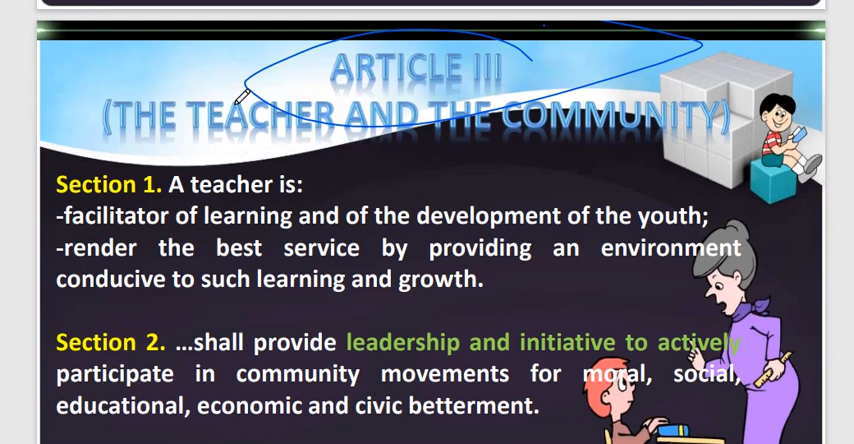 ARTICLE III
(THE TEACHER AND THE COMMUNITY)
Section 1. A teacher is:
-facilitator of learning and of the development of the youth;
-render the best service by providing an environment
conducive to such learning and growth.
Section 2. ...shall provide leadership and initiative to actively
participate in community movements for moral, social,
educational, economic and civic betterment.